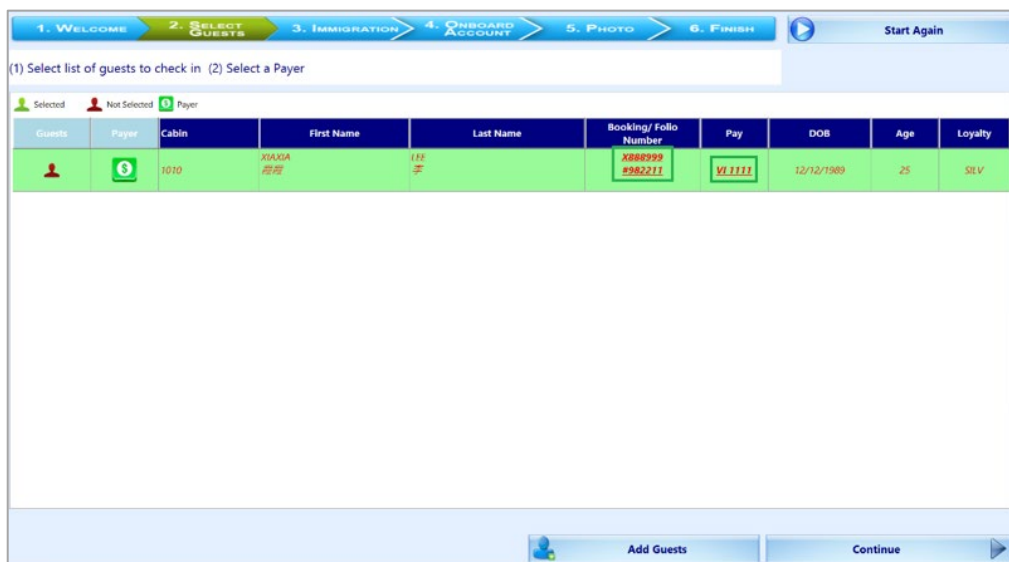 1. WELCOME 2. SELECT GUESTS 3. IMMIGRATION 4. ONBOARD ACCOUNT 5. PHOTO 6. FINISH Start Again
(1) Select list of guests to check in (2) Select a Payer
Selected Not Selected Payer
Guests Payer Cabin First Name Last Name Booking/ Folio Number Pay DOB Age Loyalty
1010 XIAXIA LEE X888999 VI 1111 12/12/1989 25 SILV
霞霞 李 #982211
Add Guests Continue